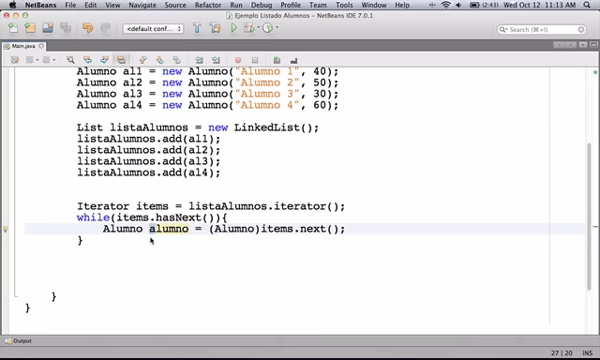 NetBeans File Edit View Navigate Source Refactor Run Debug Profile Team Tools Window Help (2:43) Wed Oct 12 11:13 AM
Ejemplo Listado Alumnos - NetBeans IDE 7.0.1
<default conf...
Search (⌘+I)
Main.java
Alumno al1 = new Alumno("Alumno 1", 40);
Alumno al2 = new Alumno("Alumno 2", 50);
Alumno al3 = new Alumno("Alumno 3", 30);
Alumno al4 = new Alumno("Alumno 4", 60);
List listaAlumnos = new LinkedList();
listaAlumnos.add(al1);
listaAlumnos.add(al2);
listaAlumnos.add(al3);
listaAlumnos.add(al4);
Iterator items = listaAlumnos.iterator();
while(items.hasNext()){
Alumno alumno = (Alumno)items.next();
}
}
}
Output
27 | 20 INS